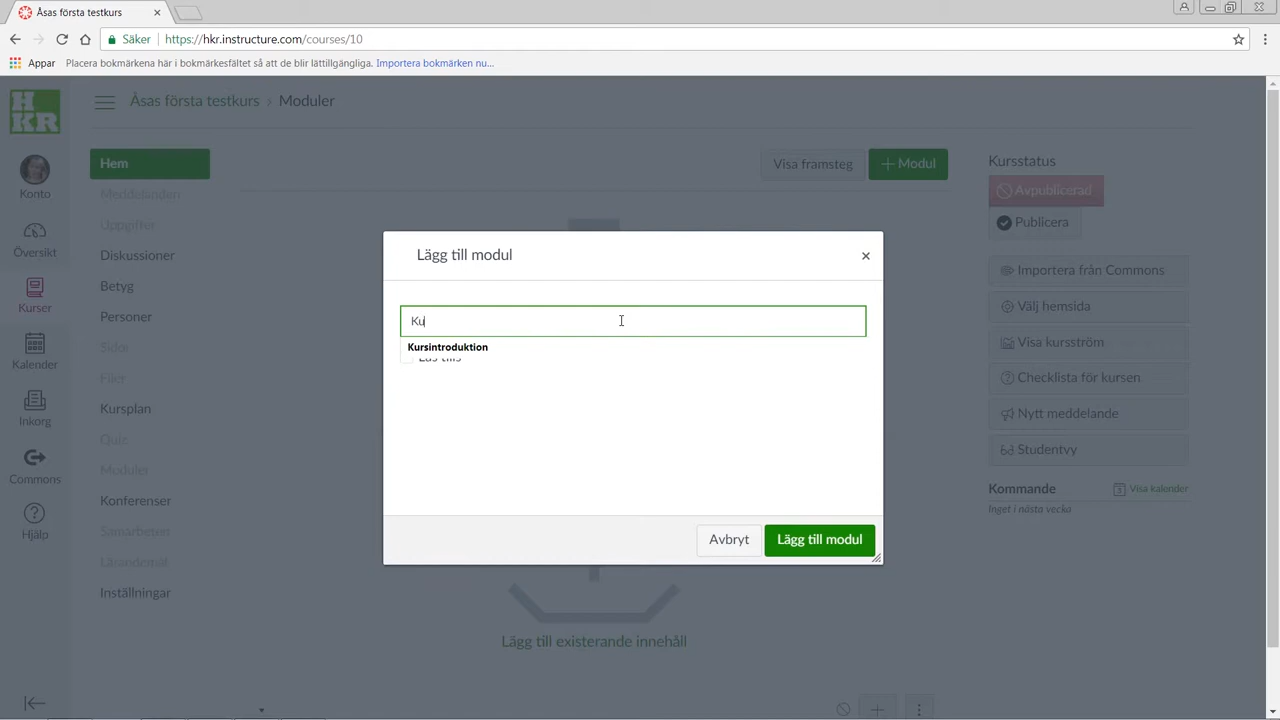 Åsas första testkurs
Säker https://hkr.instructure.com/courses/10
Appar Placera bokmärkena här i bokmärkesfältet så att de blir lättillgängliga. Importera bokmärken nu...
H
KR
Åsas första testkurs › Moduler
Konto
Översikt
Kurser
Kalender
Inkorg
Commons
Hjälp
Hem
Meddelanden
Uppgifter
Diskussioner
Betyg
Personer
Sidor
Filer
Kursplan
Quiz
Moduler
Konferenser
Samarbeten
Lärandemål
Inställningar
Visa framsteg
+ Modul
Lägg till modul
Ku
Kursintroduktion
Lås tills
Avbryt
Lägg till modul
Lägg till existerande innehåll
Kursstatus
Avpublicerad
Publicera
Importera från Commons
Välj hemsida
Visa kursström
Checklista för kursen
Nytt meddelande
Studentvy
Kommande
Visa kalender
Inget i nästa vecka